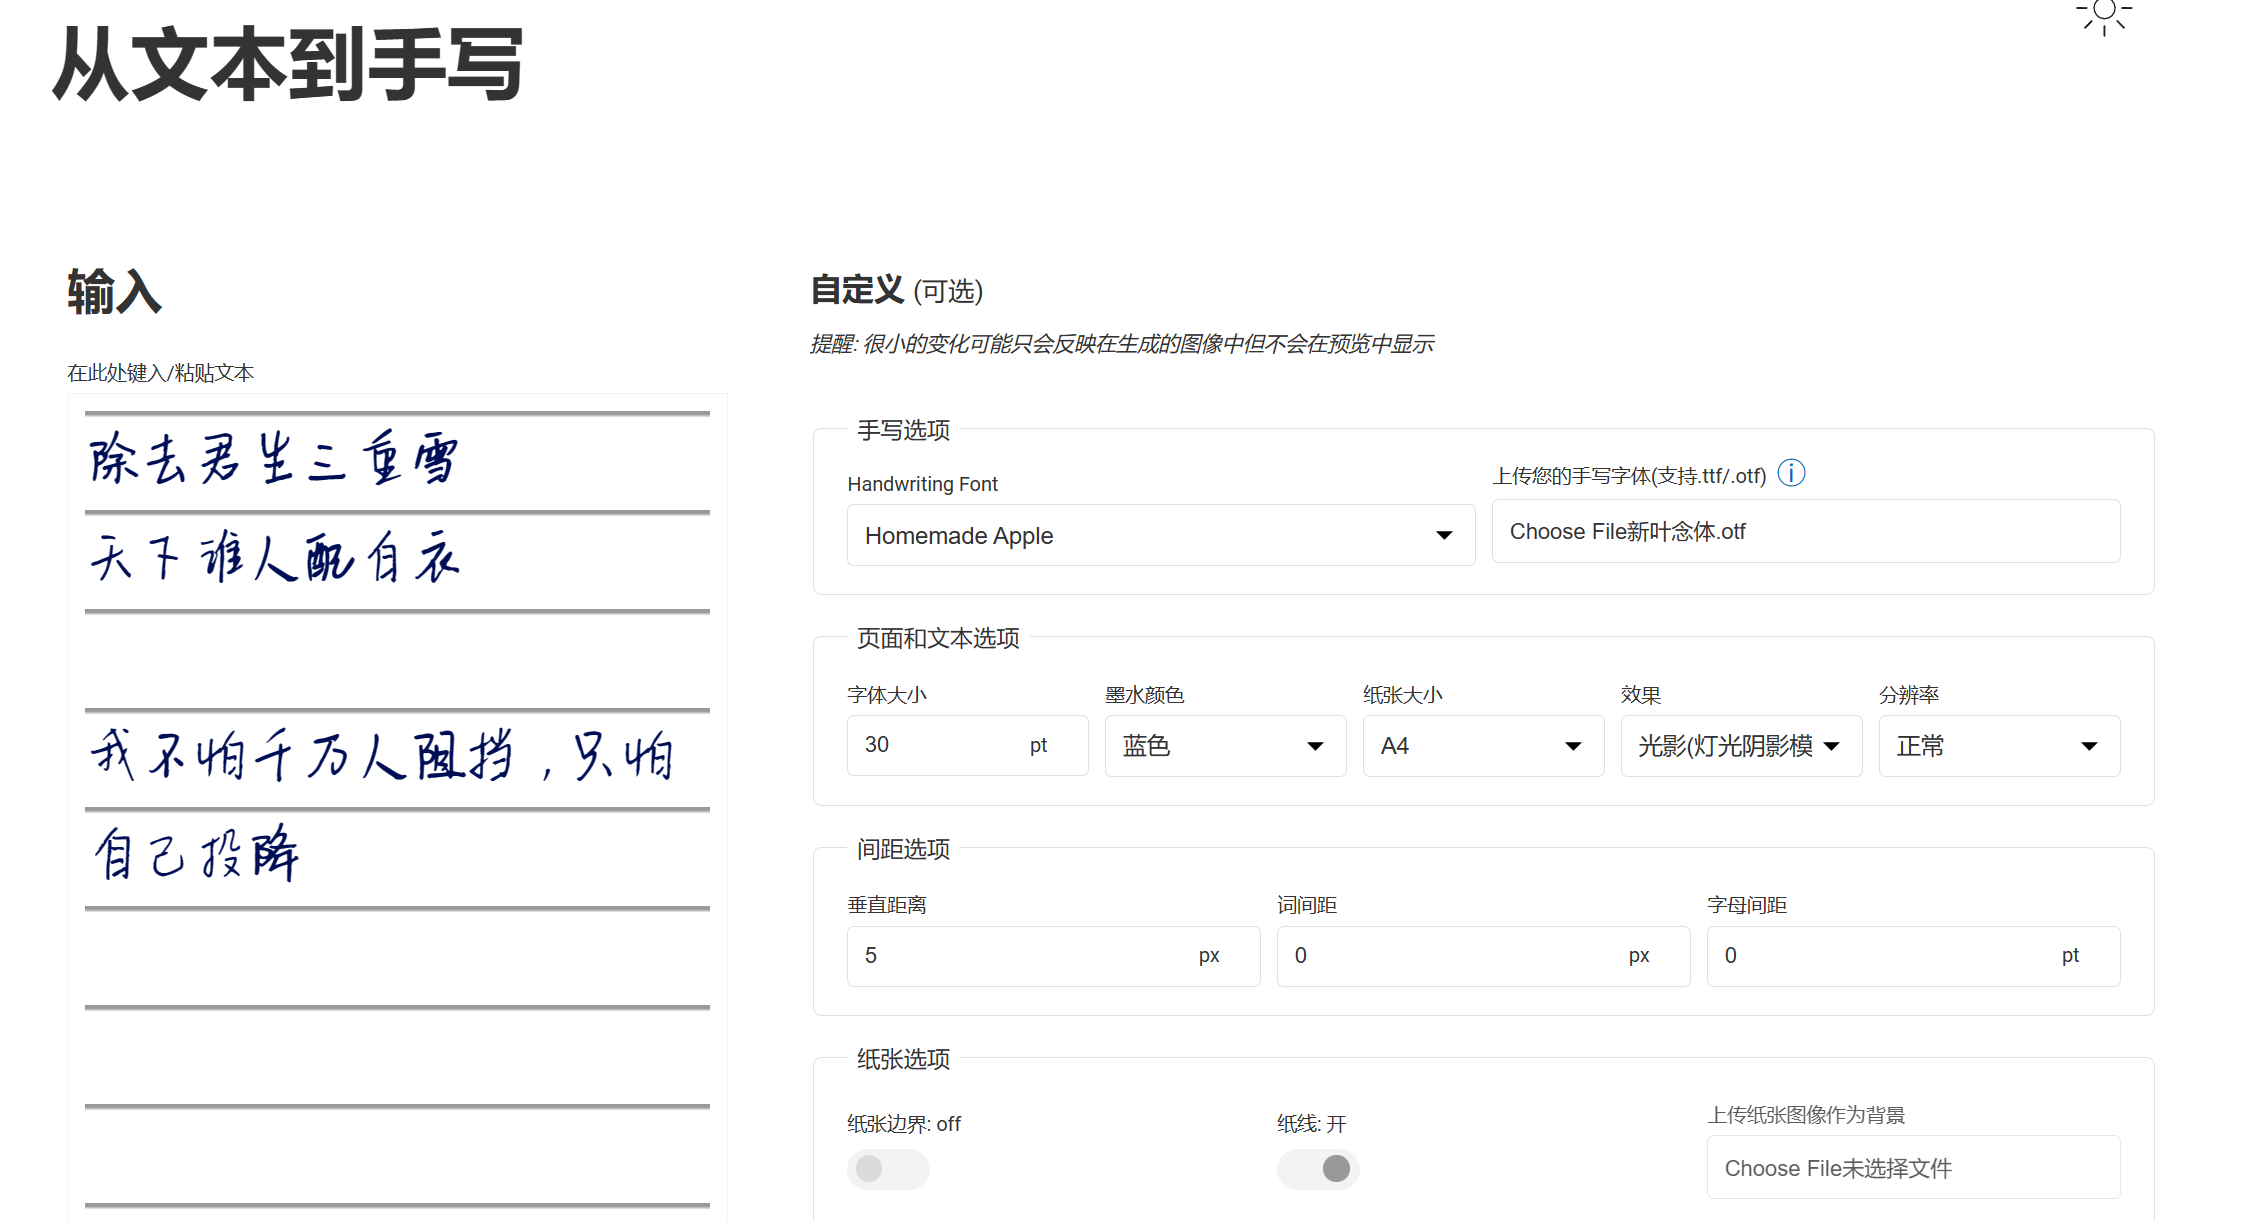 从文本到手写
输入
在此处键入/粘贴文本
除去君生三重雪
天下谁人配白衣
我不怕千万人阻挡，只怕
自己投降
自定义 (可选)
提醒: 很小的变化可能只会反映在生成的图像中但不会在预览中显示
手写选项
Handwriting Font
Homemade Apple
上传您的手写字体(支持.ttf/.otf)
Choose File新叶念体.otf
页面和文本选项
字体大小
30 pt
墨水颜色
蓝色
纸张大小
A4
效果
光影(灯光阴影模
分辨率
正常
间距选项
垂直距离
5 px
词间距
0 px
字母间距
0 pt
纸张选项
纸张边界: off
纸线: 开
上传纸张图像作为背景
Choose File未选择文件